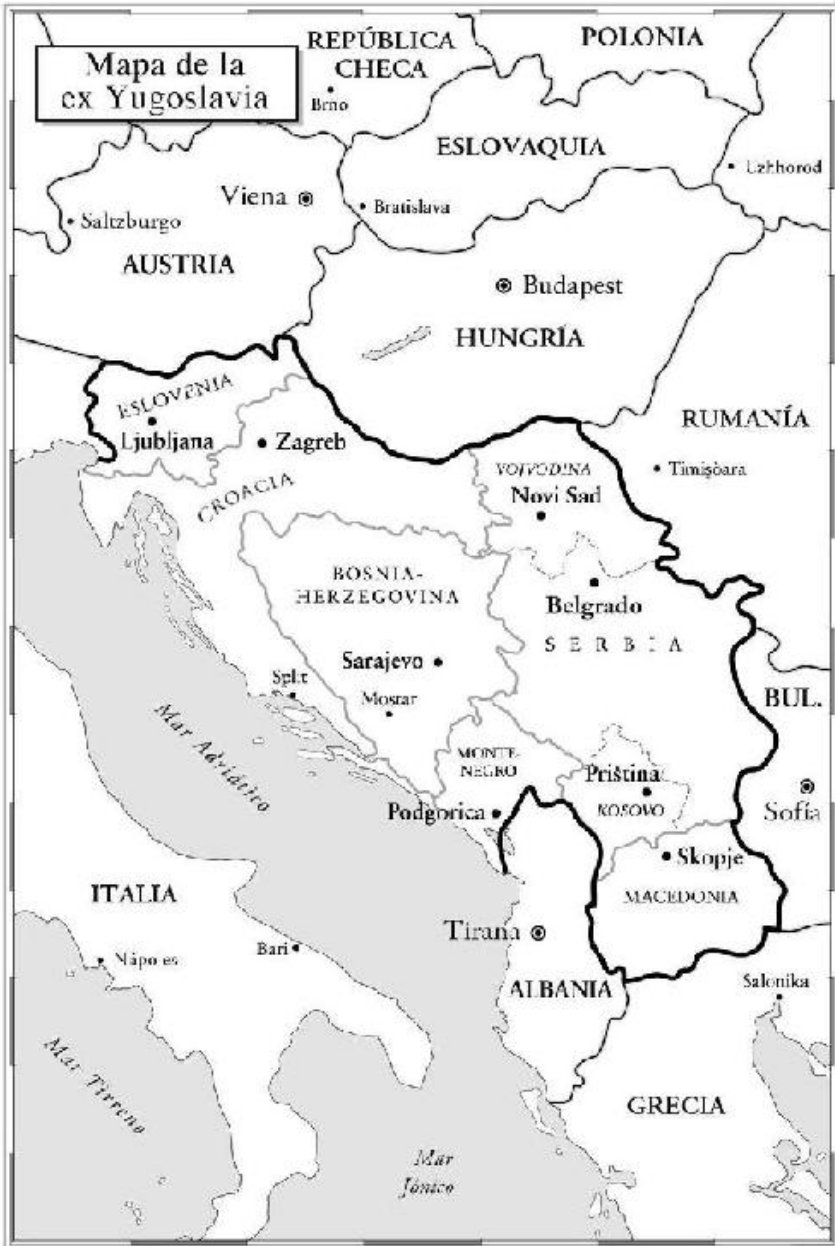 Mapa de la
ex Yugoslavia
REPÚBLICA
CHECA
Brno
POLONIA
ESLOVAQUIA
Uzhhorod
Viena
Bratislava
Saltzburgo
AUSTRIA
Budapest
HUNGRÍA
ESLOVENIA
Ljubljana
Zagreb
RUMANÍA
VOJVODINA
Timişoara
Novi Sad
CROACIA
BOSNIA-
HERZEGOVINA
Belgrado
SERBIA
Sarajevo
Split
Mostar
BUL.
Mar Adriático
MONTE-
NEGRO
Priština
KOSOVO
Sofía
Podgorica
Skopje
MACEDONIA
ITALIA
Tirana
Nápoles
Bari
ALBANIA
Salonika
Mar Tirreno
GRECIA
Mar
Jónico